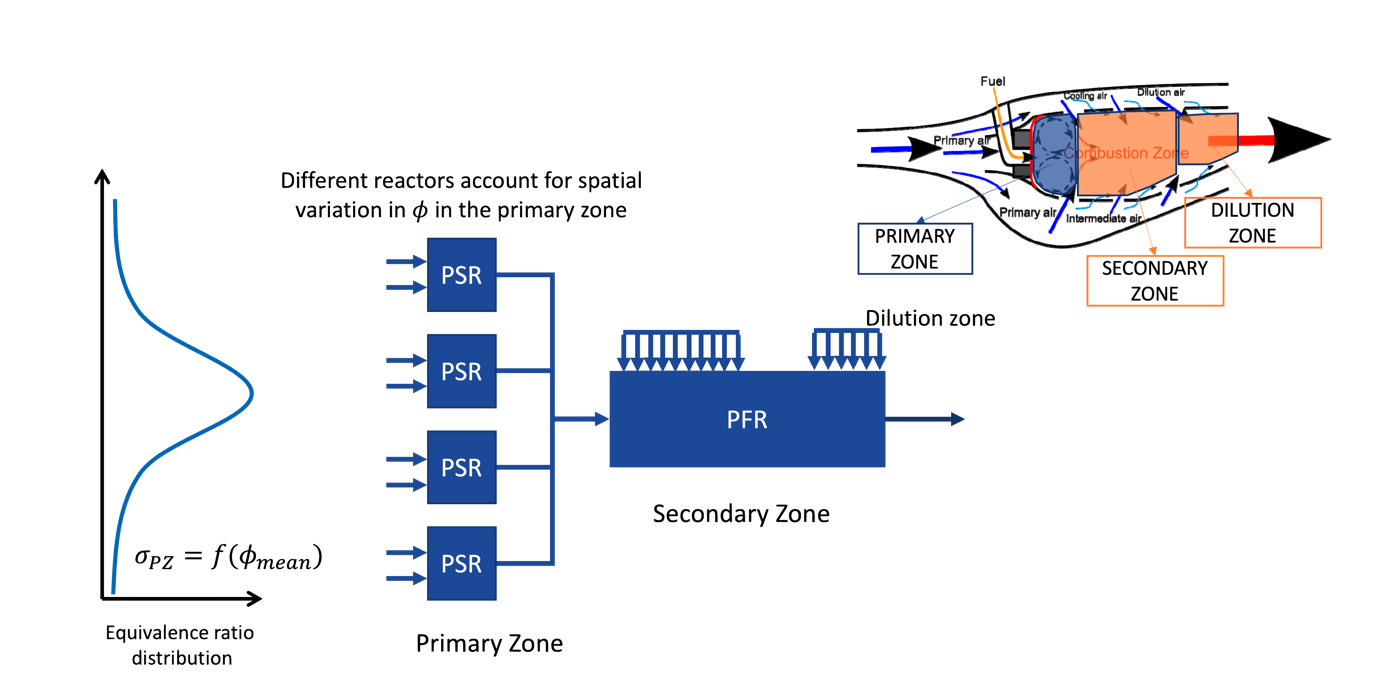 Fuel
Cooling air
Dilution air
Primary air
Combustion Zone
Primary air
Intermediate air
PRIMARY
ZONE
DILUTION
ZONE
SECONDARY
ZONE
Different reactors account for spatial
variation in ϕ in the primary zone
PSR
PSR
PSR
PSR
Dilution zone
PFR
Secondary Zone
σ_PZ = f(ϕ_mean)
Equivalence ratio
distribution
Primary Zone